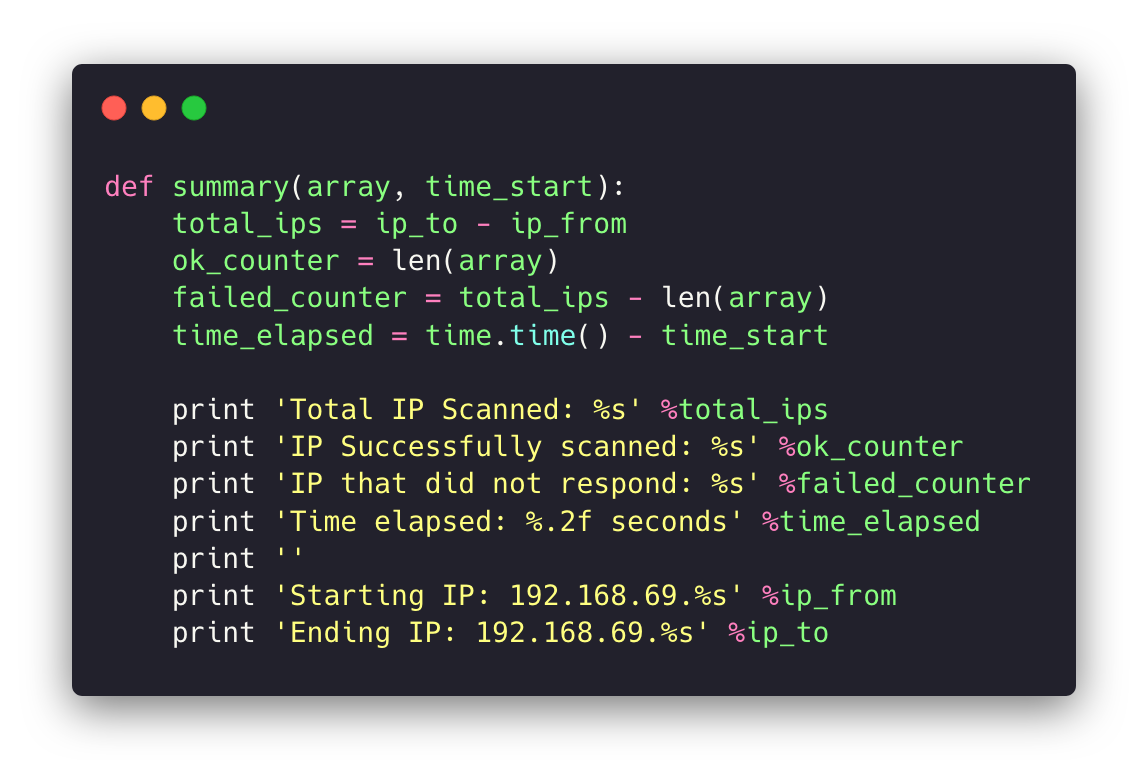 def summary(array, time_start):
    total_ips = ip_to - ip_from
    ok_counter = len(array)
    failed_counter = total_ips - len(array)
    time_elapsed = time.time() - time_start

    print 'Total IP Scanned: %s' %total_ips
    print 'IP Successfully scanned: %s' %ok_counter
    print 'IP that did not respond: %s' %failed_counter
    print 'Time elapsed: %.2f seconds' %time_elapsed
    print ''
    print 'Starting IP: 192.168.69.%s' %ip_from
    print 'Ending IP: 192.168.69.%s' %ip_to